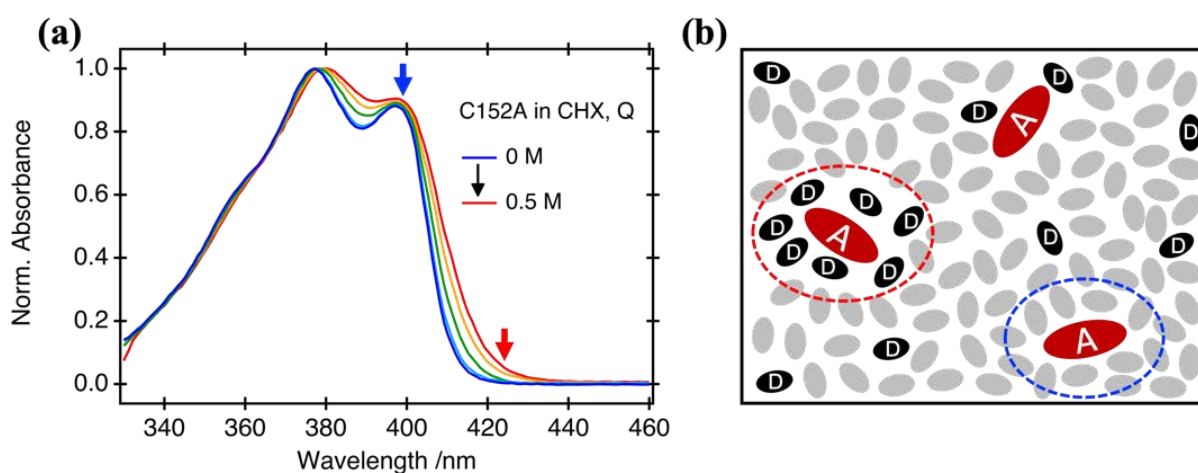 (a)
Norm. Absorbance
1.0
0.8
0.6
0.4
0.2
0.0
C152A in CHX, Q
0 M
0.5 M
340 360 380 400 420 440 460
Wavelength /nm
(b)
D
D
D
A
D
D
D
D
D
A
D
D
D
D
D
D
A
D
D